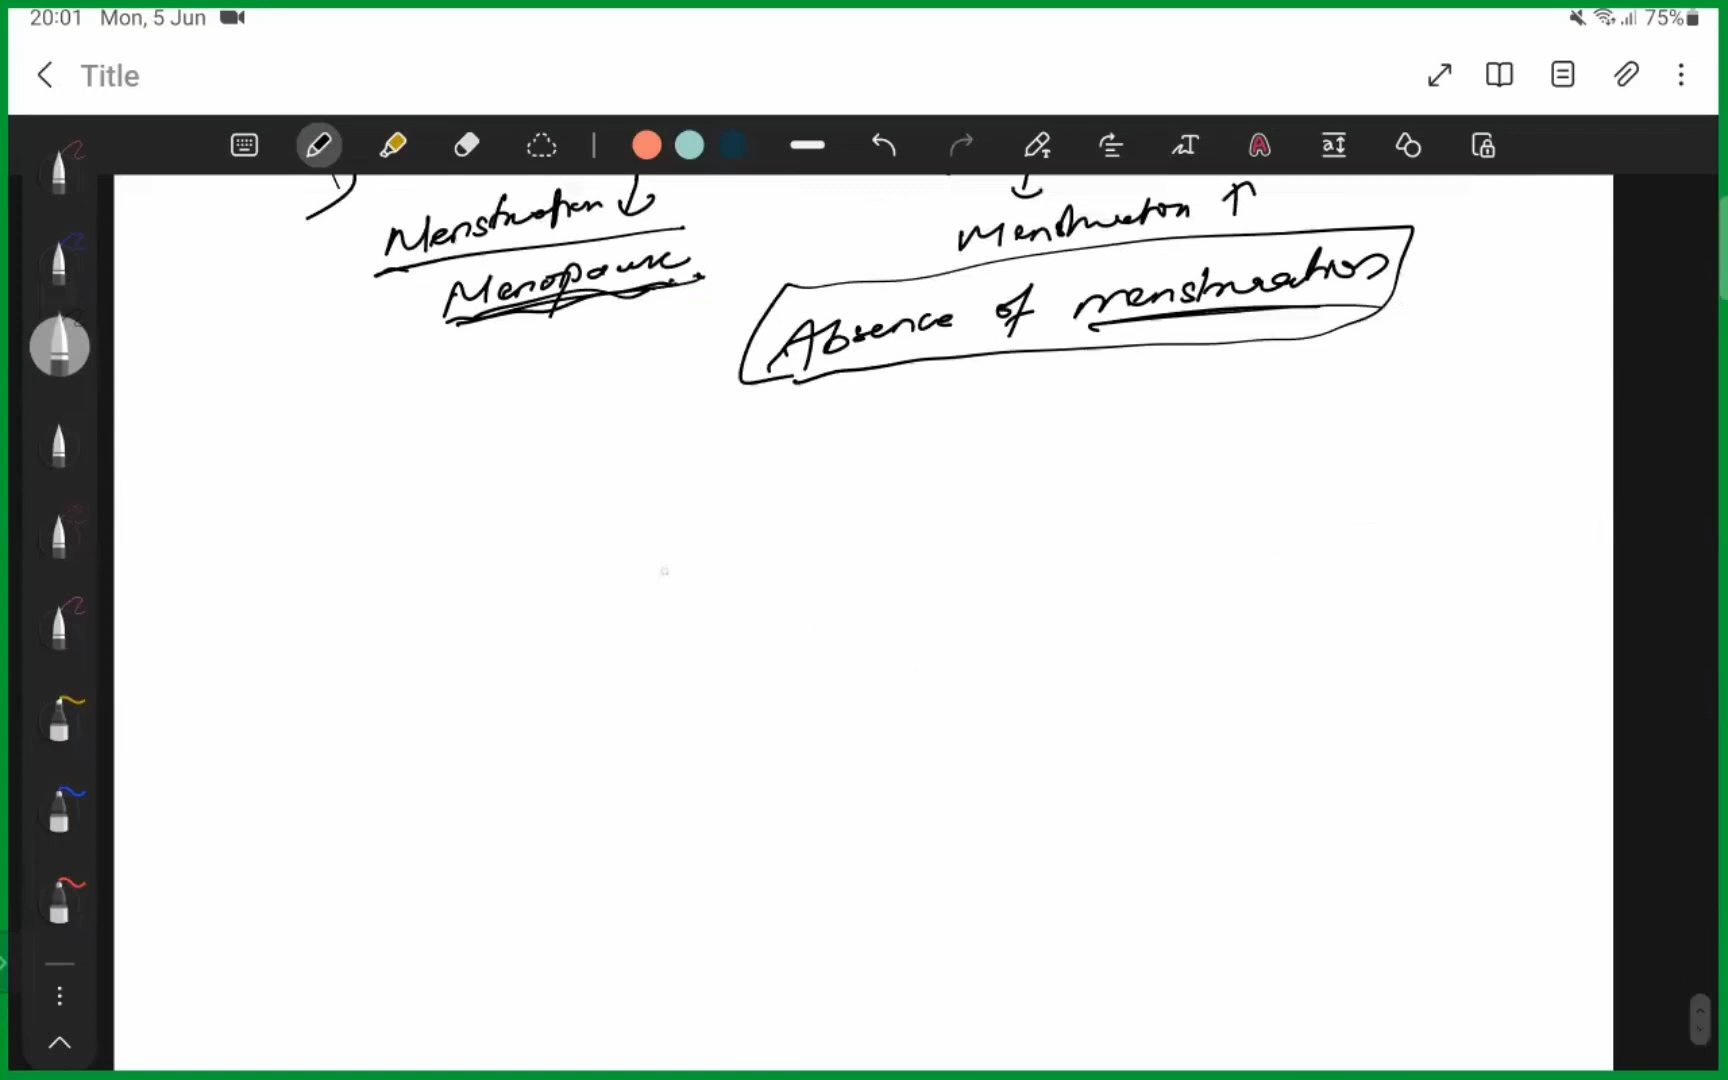 20:01 Mon, 5 Jun 75%
Title
Menstruation ↓
Menopause
Menstruation ↑
Absence of menstruation